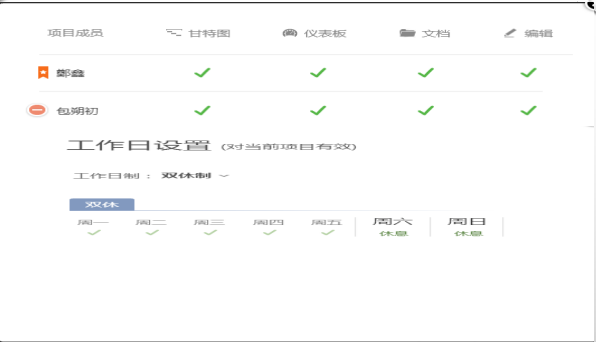 项目成员 甘特图 仪表板 文档 编辑
鄭鱻
包朔初
工作日设置 (对当前项目有效)
工作日制： 双休制
双休
周一 周二 周三 周四 周五 周六 周日
休息 休息